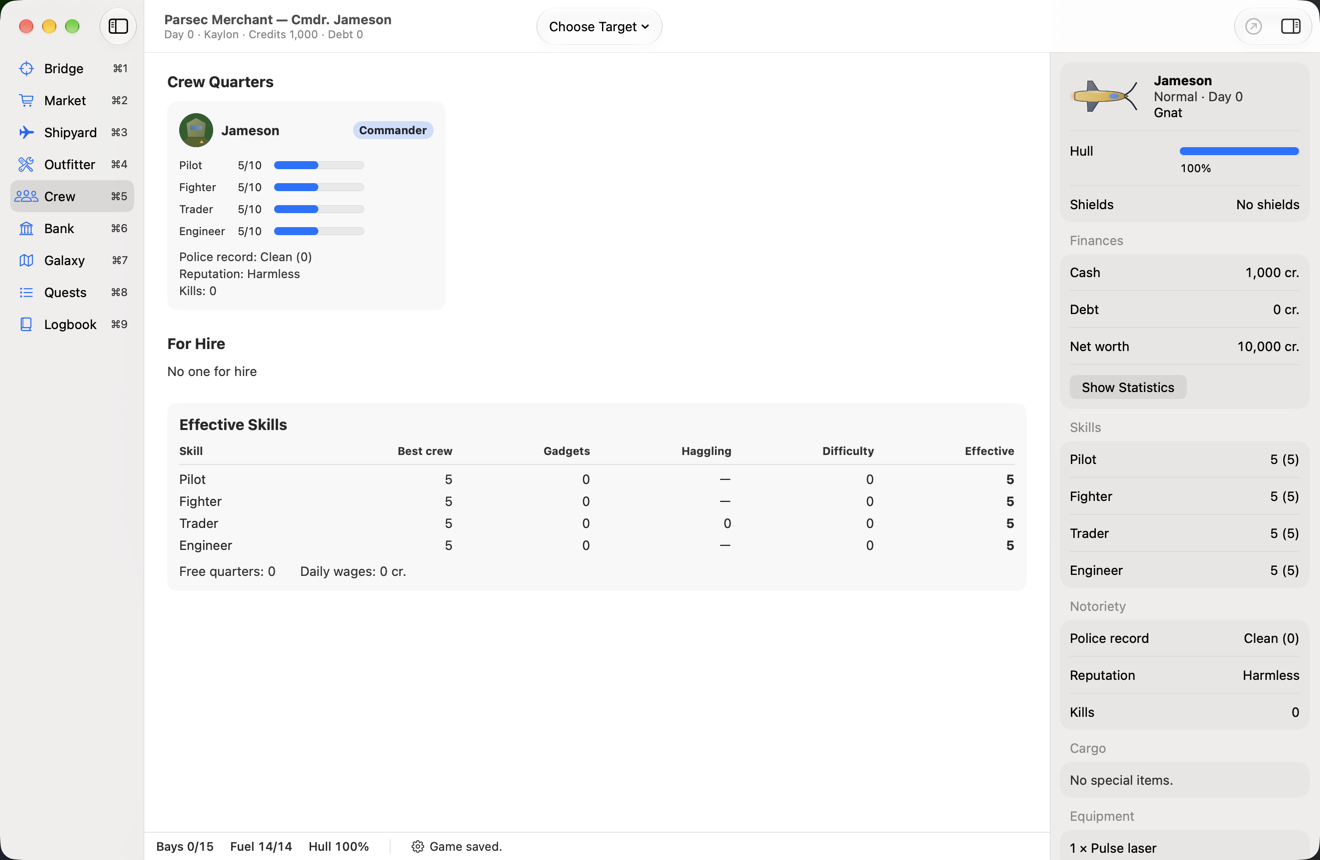 Parsec Merchant — Cmdr. Jameson
Day 0 · Kaylon · Credits 1,000 · Debt 0
Choose Target
Bridge ⌘1
Market ⌘2
Shipyard ⌘3
Outfitter ⌘4
Crew ⌘5
Bank ⌘6
Galaxy ⌘7
Quests ⌘8
Logbook ⌘9
Crew Quarters
Jameson Commander
Pilot 5/10
Fighter 5/10
Trader 5/10
Engineer 5/10
Police record: Clean (0)
Reputation: Harmless
Kills: 0
For Hire
No one for hire
Effective Skills
Skill Best crew Gadgets Haggling Difficulty Effective
Pilot 5 0 — 0 5
Fighter 5 0 — 0 5
Trader 5 0 0 0 5
Engineer 5 0 — 0 5
Free quarters: 0 Daily wages: 0 cr.
Bays 0/15 Fuel 14/14 Hull 100% Game saved.
Jameson
Normal · Day 0
Gnat
Hull
100%
Shields No shields
Finances
Cash 1,000 cr.
Debt 0 cr.
Net worth 10,000 cr.
Show Statistics
Skills
Pilot 5 (5)
Fighter 5 (5)
Trader 5 (5)
Engineer 5 (5)
Notoriety
Police record Clean (0)
Reputation Harmless
Kills 0
Cargo
No special items.
Equipment
1 × Pulse laser